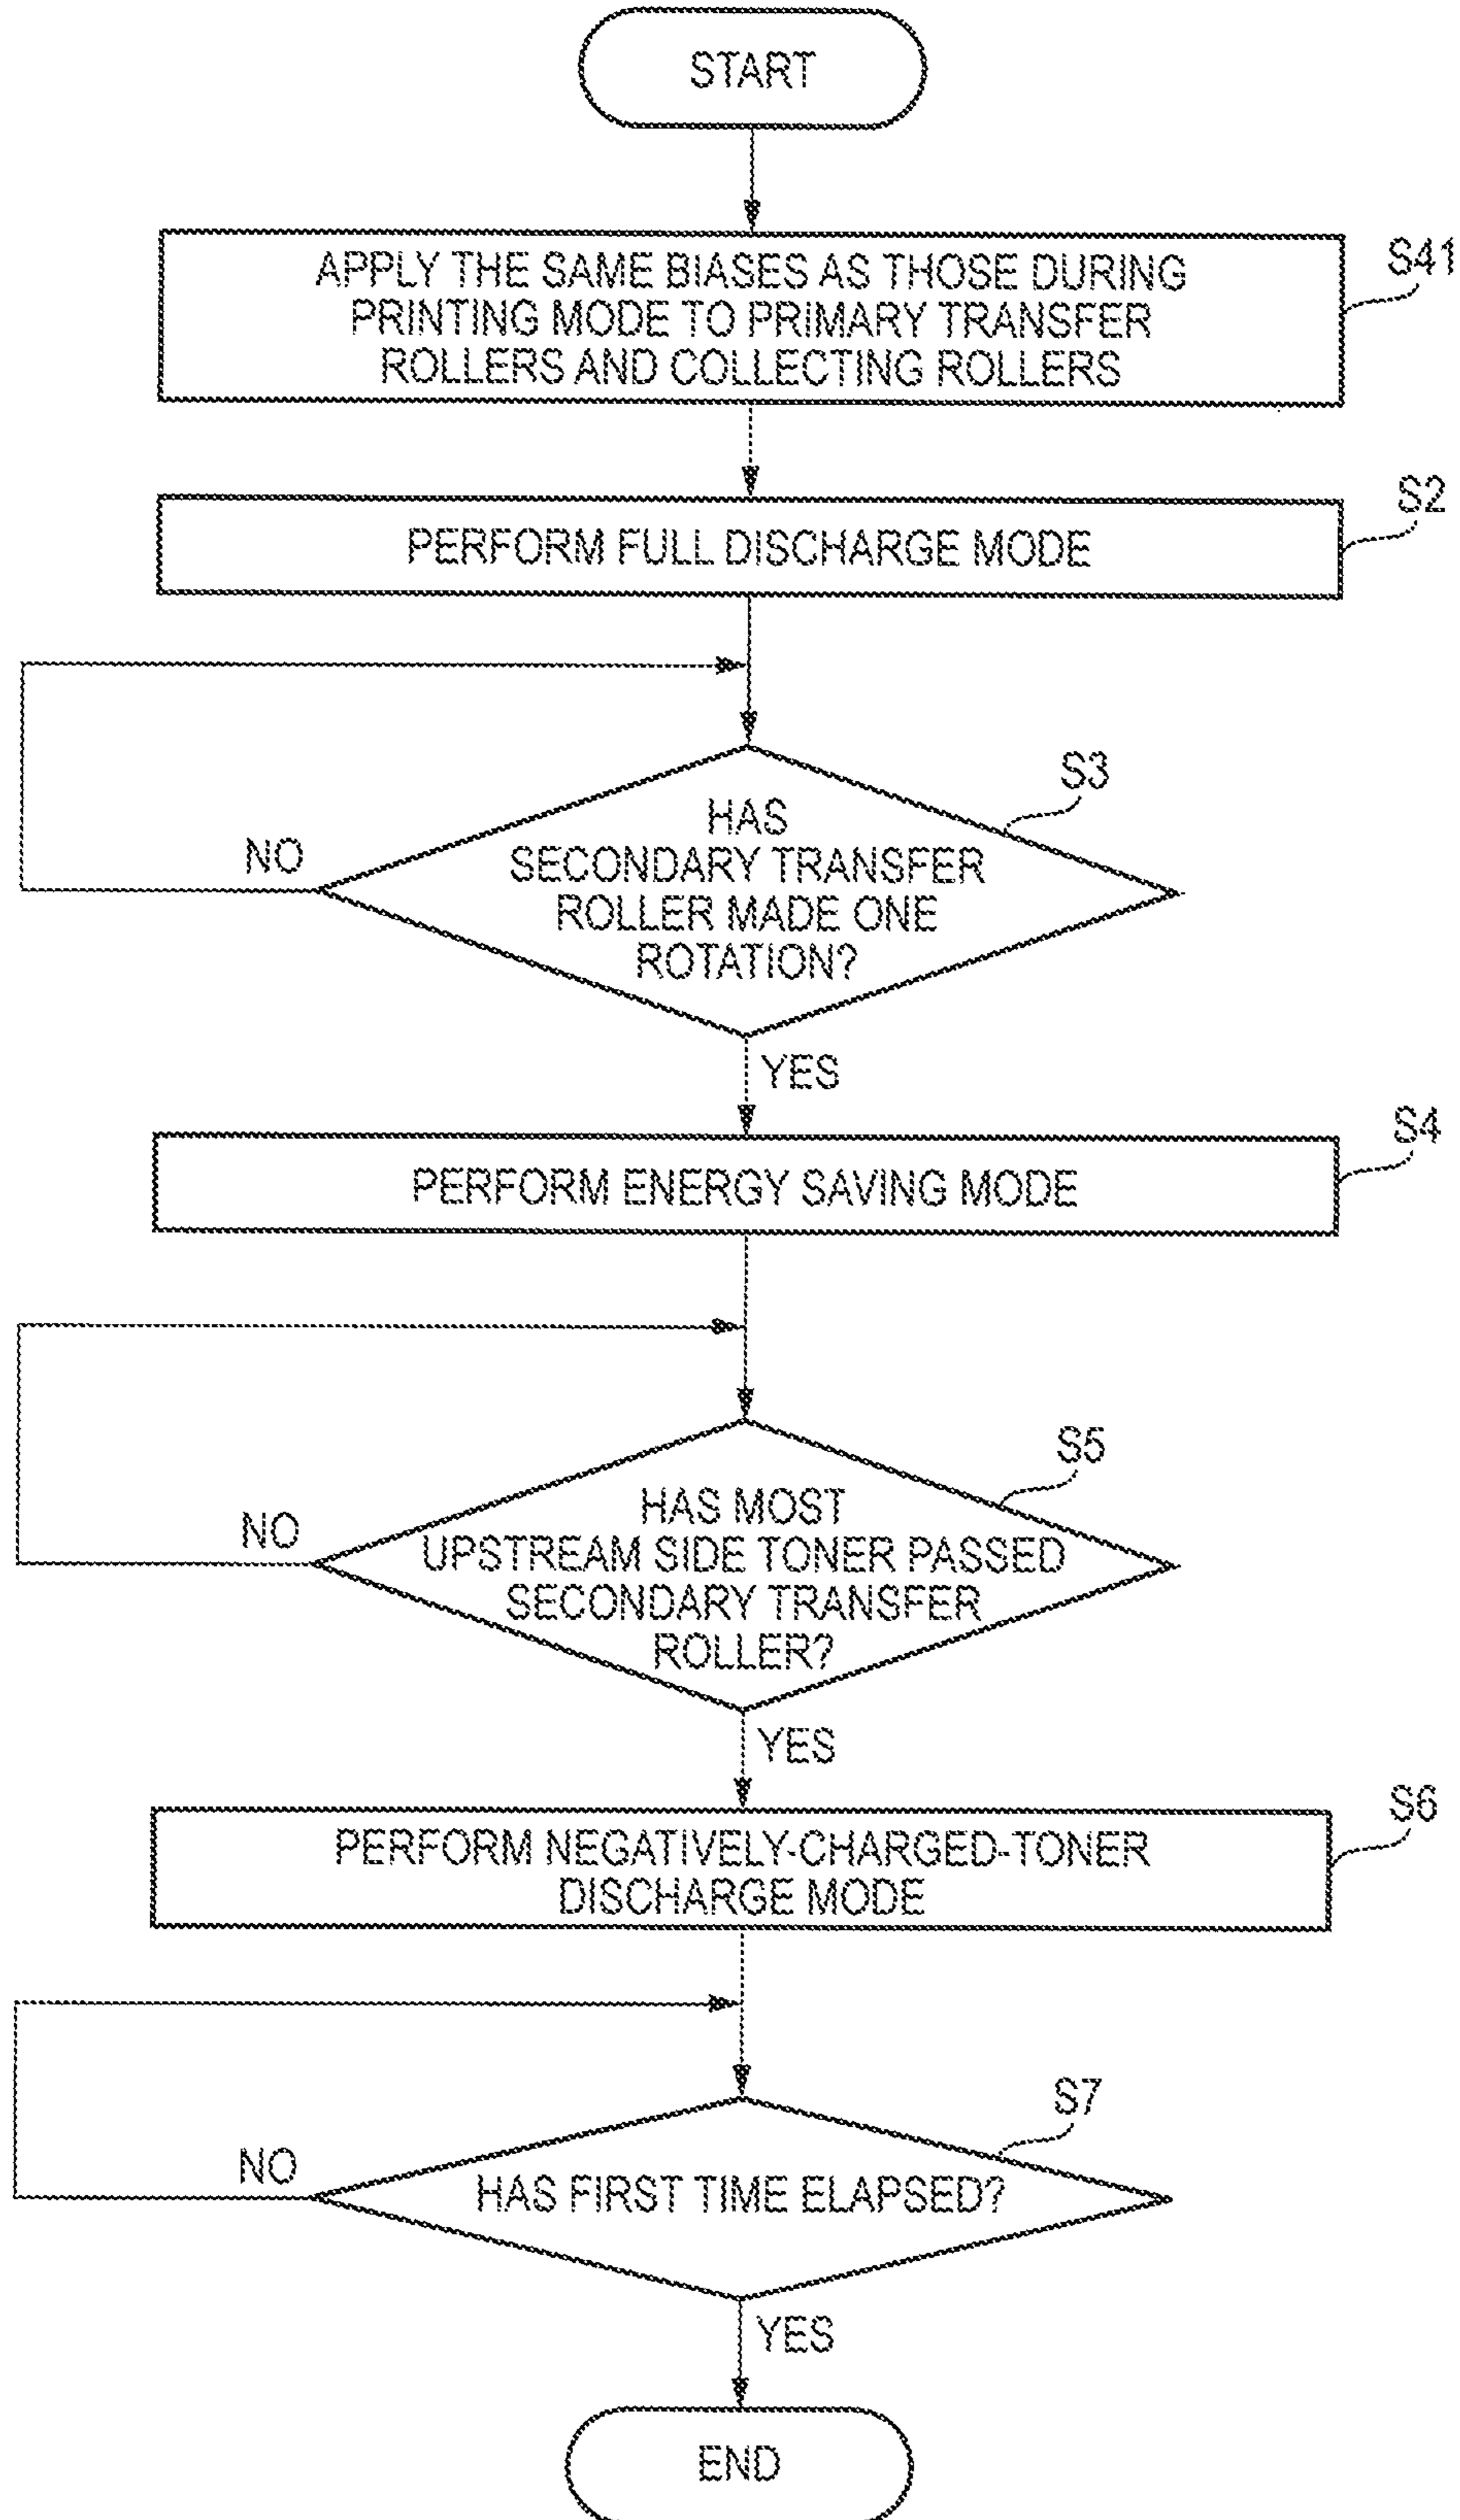 START
APPLY THE SAME BIASES AS THOSE DURING
PRINTING MODE TO PRIMARY TRANSFER
ROLLERS AND COLLECTING ROLLERS
S41
PERFORM FULL DISCHARGE MODE
S2
HAS
SECONDARY TRANSFER
ROLLER MADE ONE
ROTATION?
S3
NO
YES
PERFORM ENERGY SAVING MODE
S4
HAS MOST
UPSTREAM SIDE TONER PASSED
SECONDARY TRANSFER
ROLLER?
S5
NO
YES
PERFORM NEGATIVELY-CHARGED-TONER
DISCHARGE MODE
S6
HAS FIRST TIME ELAPSED?
S7
NO
YES
END